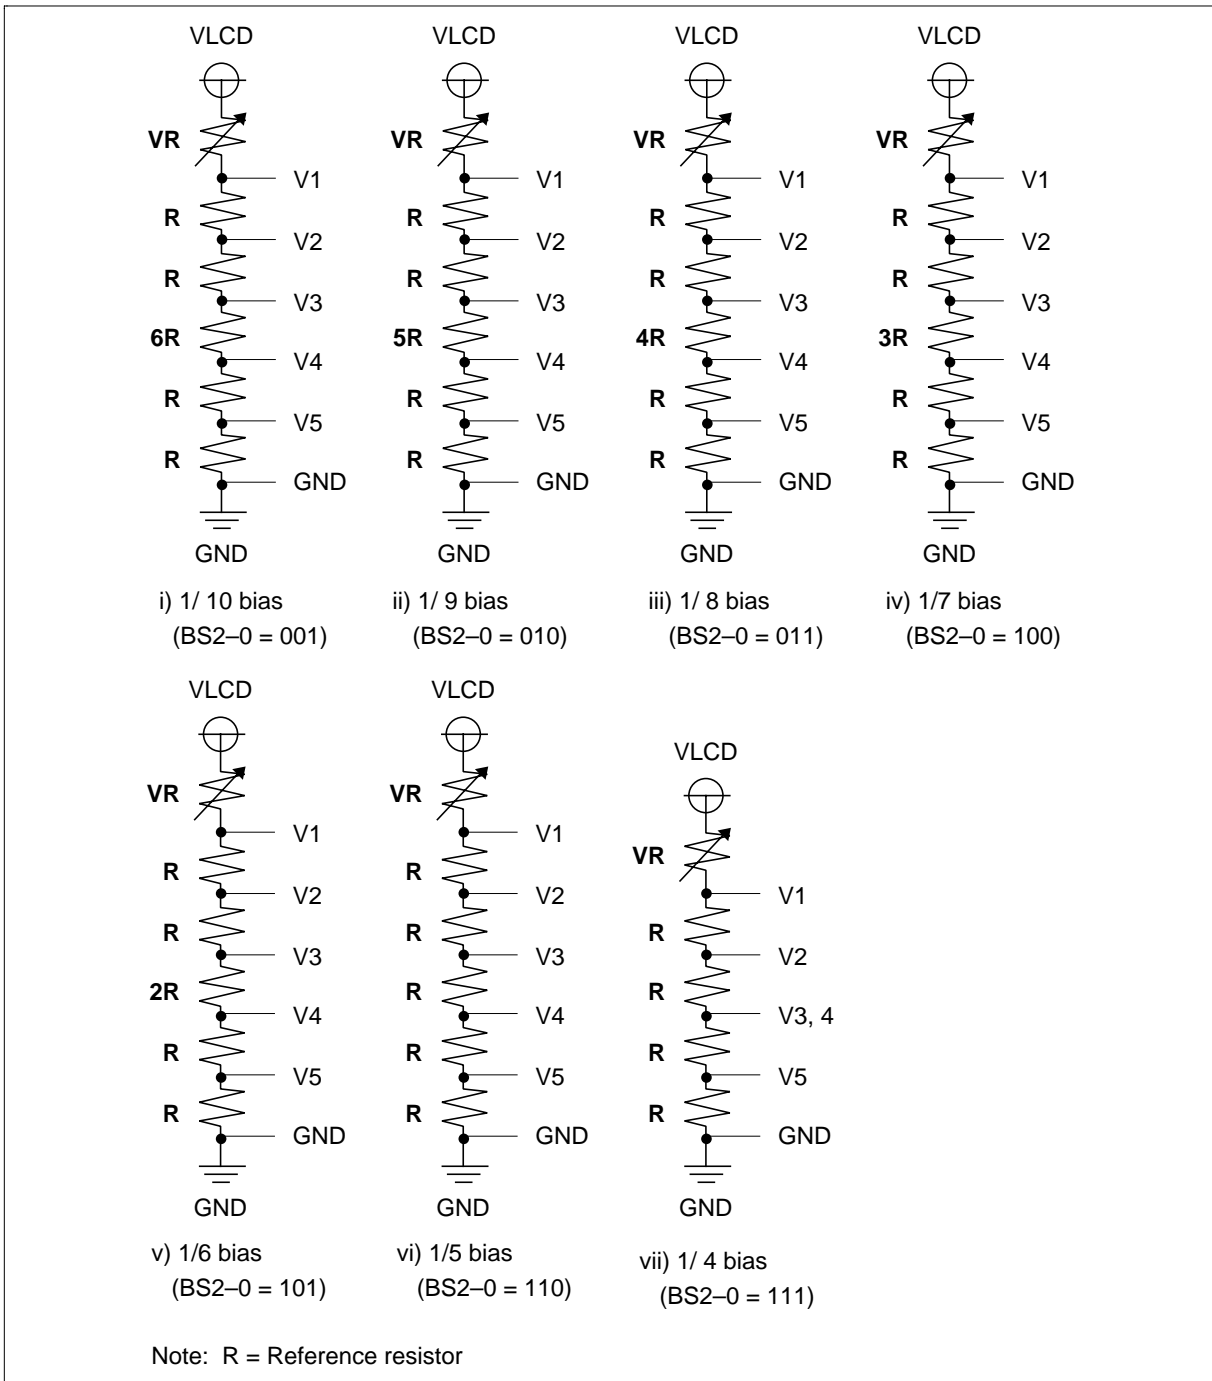 VLCD VLCD VLCD VLCD
VR VR VR VR
V1 V1 V1 V1
R R R R
V2 V2 V2 V2
R R R R
V3 V3 V3 V3
6R 5R 4R 3R
V4 V4 V4 V4
R R R R
V5 V5 V5 V5
R R R R
GND GND GND GND
GND GND GND GND
i) 1/ 10 bias ii) 1/ 9 bias iii) 1/ 8 bias iv) 1/7 bias
(BS2–0 = 001) (BS2–0 = 010) (BS2–0 = 011) (BS2–0 = 100)
VLCD VLCD
VLCD
VR VR
V1 V1
VR
R R
V2 V2 V1
R R R
V3 V3 V2
2R R R
V4 V4 V3, 4
R R R
V5 V5 V5
R R R
GND GND GND
GND GND GND
v) 1/6 bias vi) 1/5 bias vii) 1/ 4 bias
(BS2–0 = 101) (BS2–0 = 110) (BS2–0 = 111)
Note: R = Reference resistor